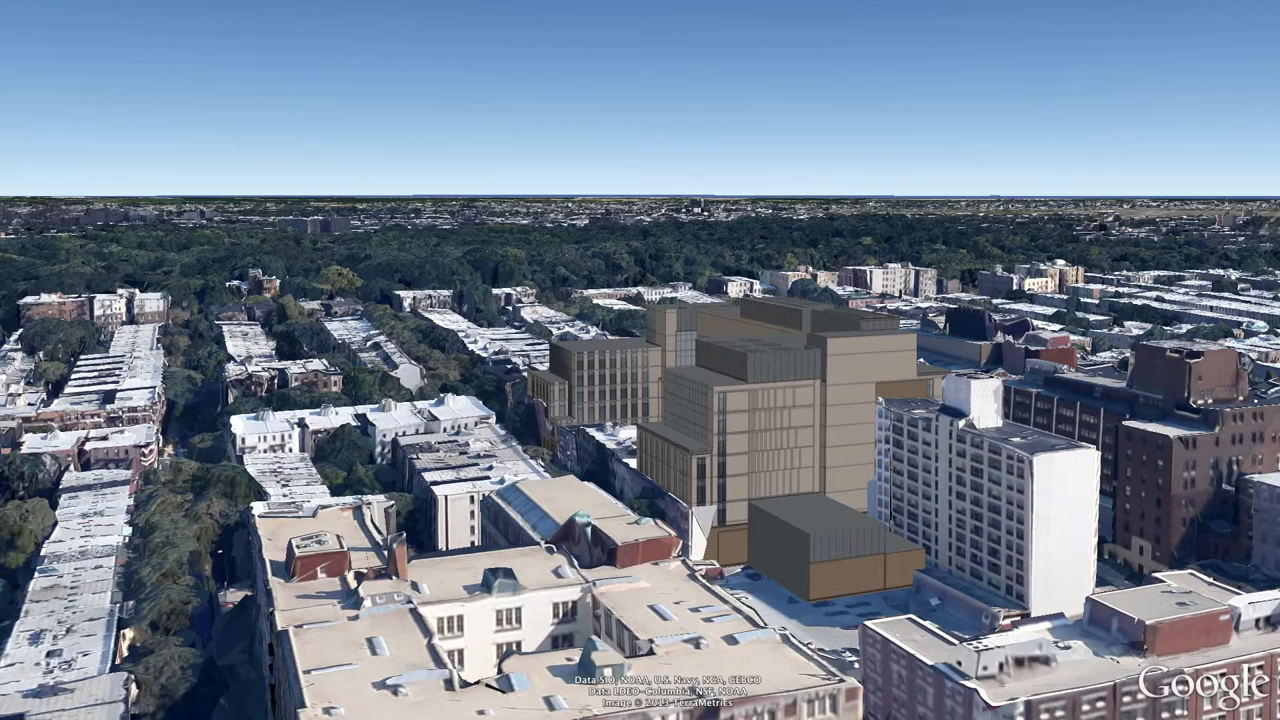 Data SIO, NOAA, U.S. Navy, NGA, GEBCO
Data LDEO-Columbia, NSF, NOAA
Image © 2013 TerraMetrics
Google